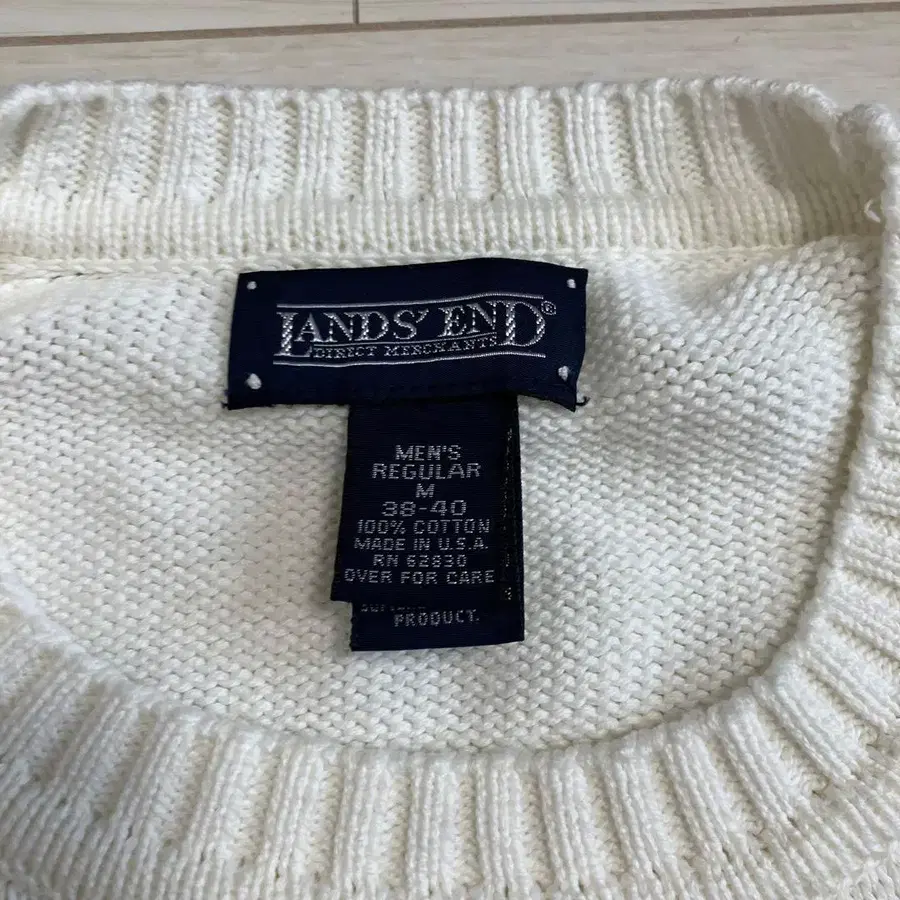 LANDS' END®
DIRECT MERCHANTS
MEN'S
REGULAR
M
38-40
100% COTTON
MADE IN U.S.A.
RN 62830
OVER FOR CARE
PRODUCT.